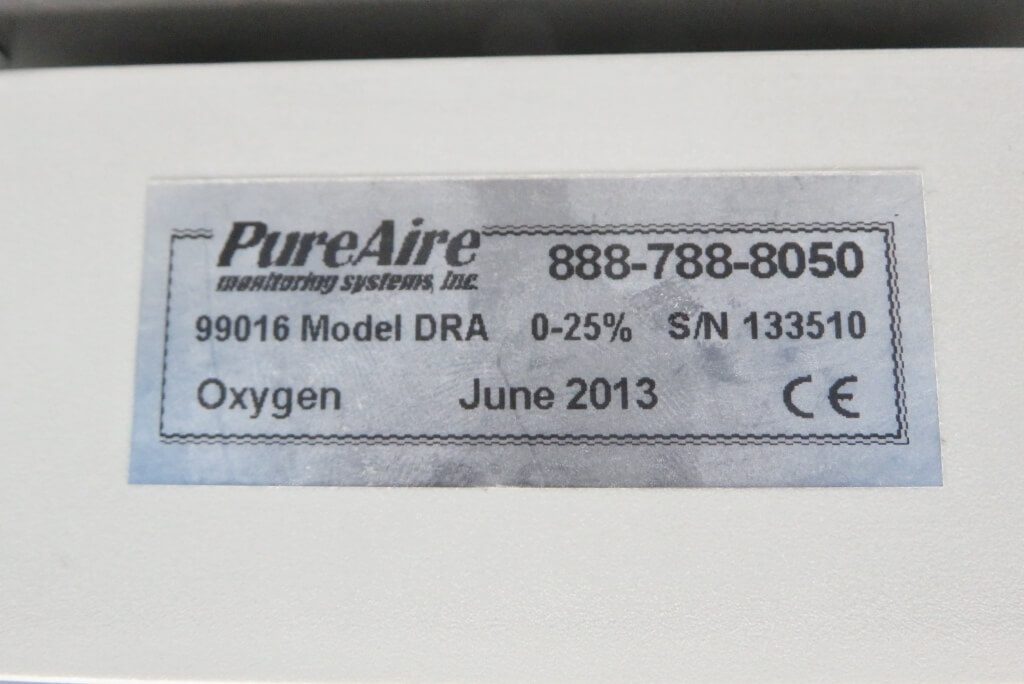 PureAire 888-788-8050
monitoring systems, inc.
99016 Model DRA 0-25% S/N 133510
Oxygen June 2013 CE